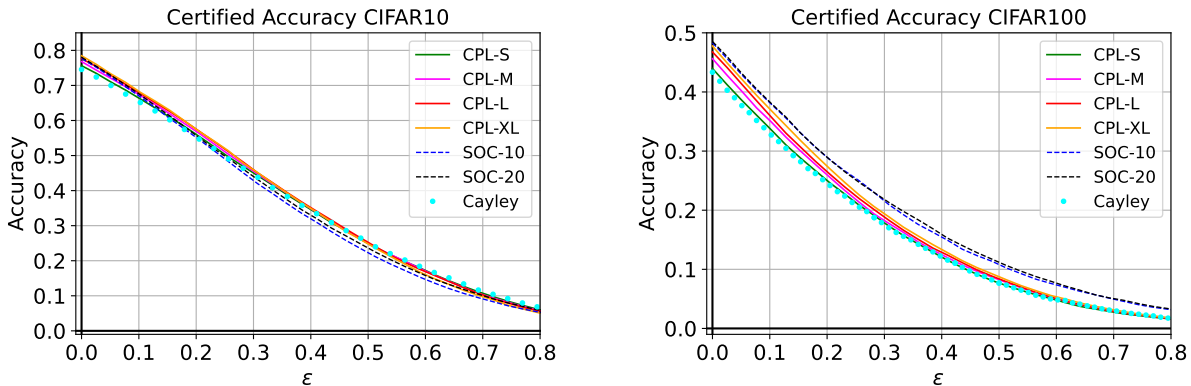 Certified Accuracy CIFAR10
Accuracy
0.8
0.7
0.6
0.5
0.4
0.3
0.2
0.1
0.0
0.0 0.1 0.2 0.3 0.4 0.5 0.6 0.7 0.8
ε
CPL-S
CPL-M
CPL-L
CPL-XL
SOC-10
SOC-20
Cayley
Certified Accuracy CIFAR100
Accuracy
0.5
0.4
0.3
0.2
0.1
0.0
0.0 0.1 0.2 0.3 0.4 0.5 0.6 0.7 0.8
ε
CPL-S
CPL-M
CPL-L
CPL-XL
SOC-10
SOC-20
Cayley